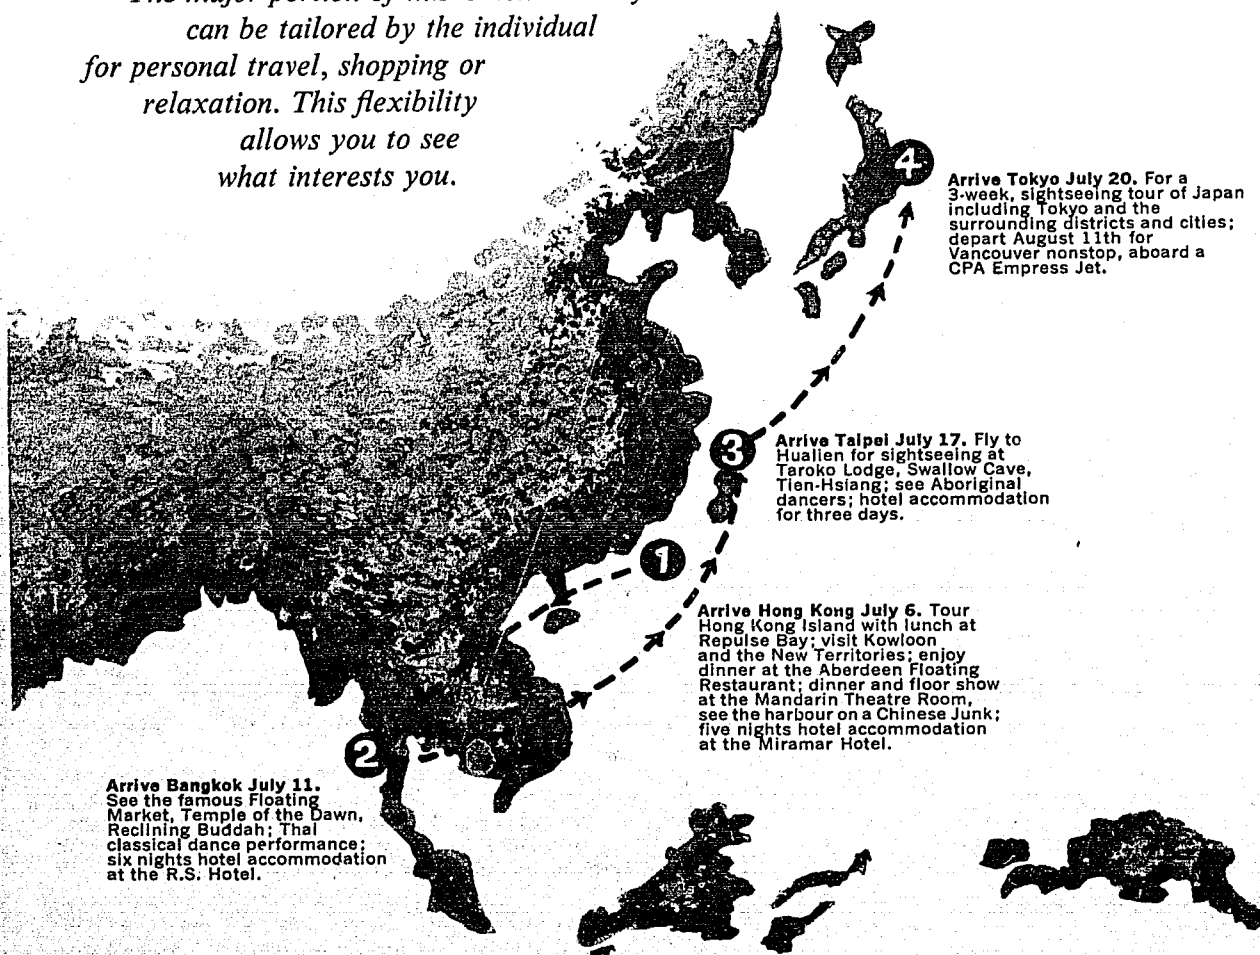 can be tailored by the individual
for personal travel, shopping or
relaxation. This flexibility
allows you to see
what interests you.
4
Arrive Tokyo July 20. For a
3-week, sightseeing tour of Japan
including Tokyo and the
surrounding districts and cities;
depart August 11th for
Vancouver nonstop, aboard a
CPA Empress Jet.
3
Arrive Taipei July 17. Fly to
Hualien for sightseeing at
Taroko Lodge, Swallow Cave,
Tien-Hsiang; see Aboriginal
dancers; hotel accommodation
for three days.
1
Arrive Hong Kong July 6. Tour
Hong Kong Island with lunch at
Repulse Bay; visit Kowloon
and the New Territories; enjoy
dinner at the Aberdeen Floating
Restaurant; dinner and floor show
at the Mandarin Theatre Room,
see the harbour on a Chinese Junk;
five nights hotel accommodation
at the Miramar Hotel.
2
Arrive Bangkok July 11.
See the famous Floating
Market, Temple of the Dawn,
Reclining Buddah; Thai
classical dance performance;
six nights hotel accommodation
at the R.S. Hotel.